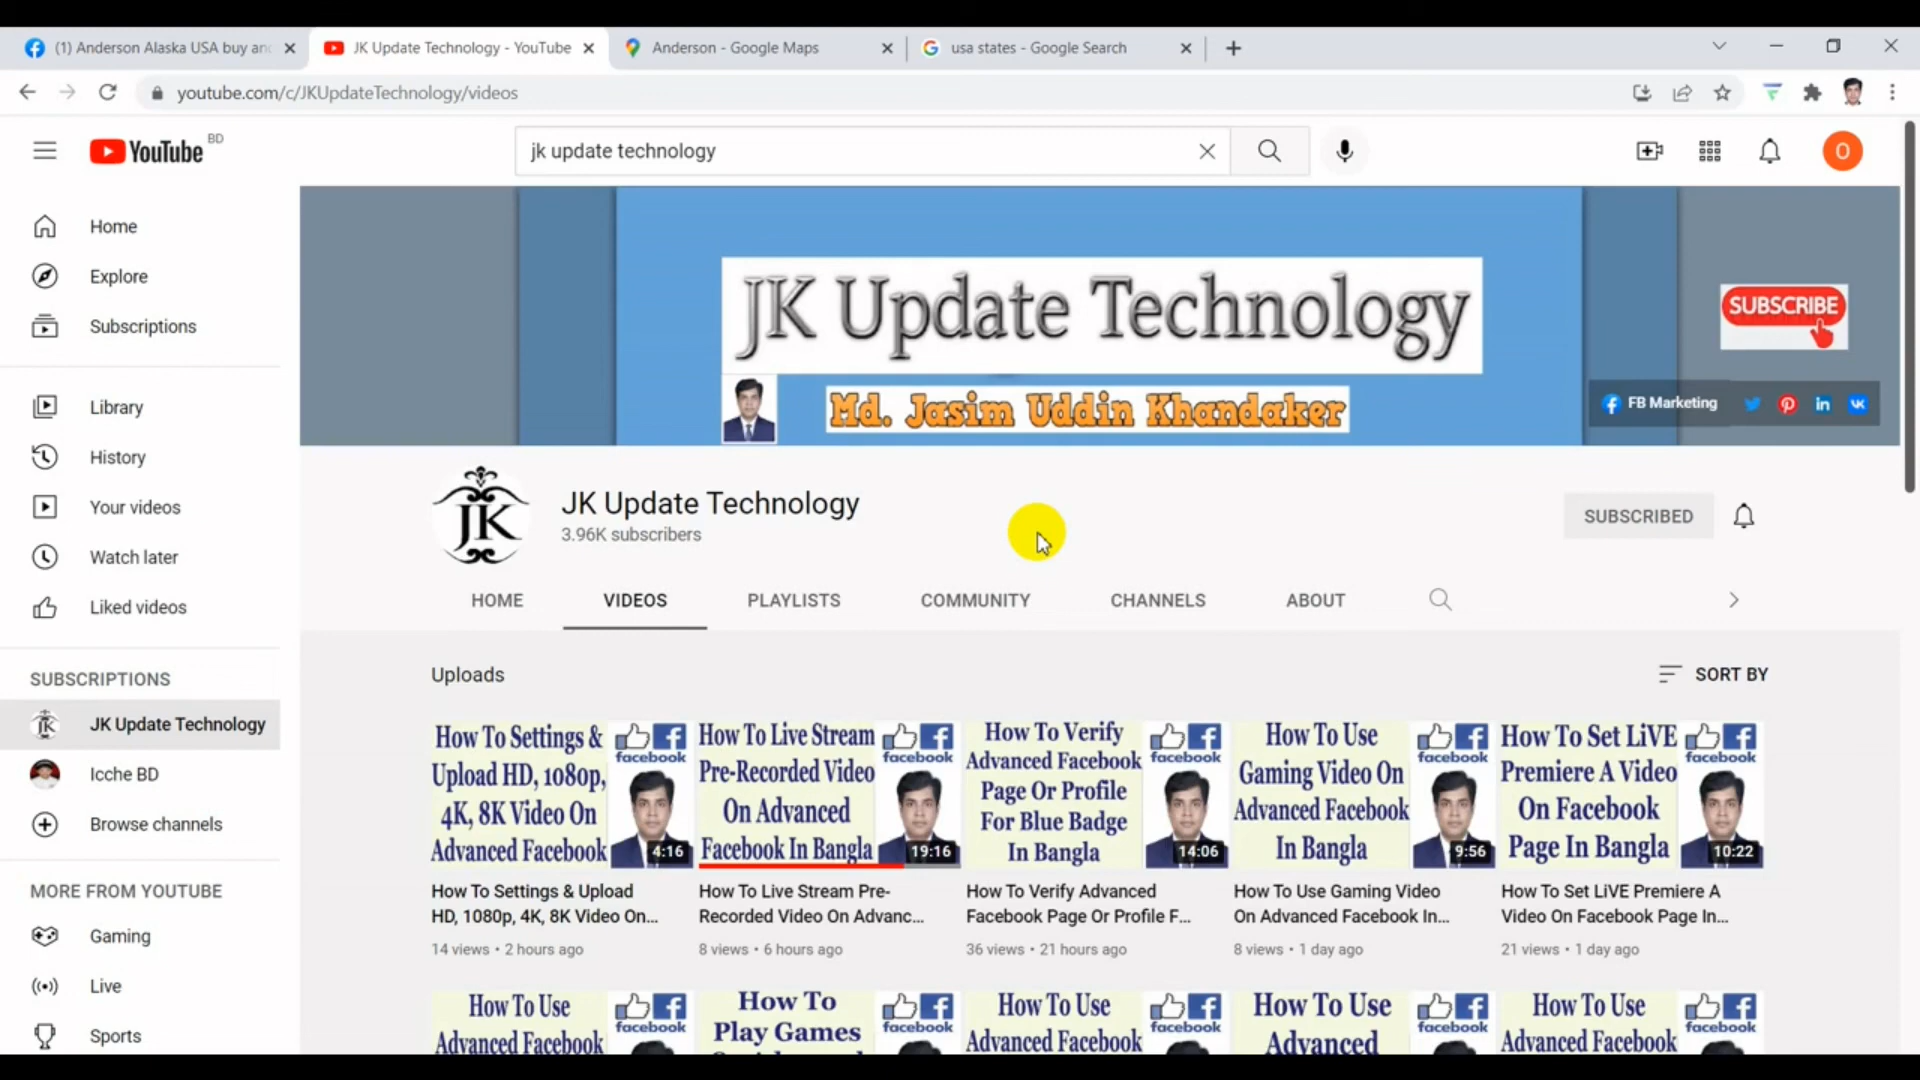 (1) Anderson Alaska USA buy an
JK Update Technology - YouTube
Anderson - Google Maps
usa states - Google Search
youtube.com/c/JKUpdateTechnology/videos
YouTube BD
jk update technology
O
Home
Explore
Subscriptions
Library
History
Your videos
Watch later
Liked videos
SUBSCRIPTIONS
JK Update Technology
Icche BD
Browse channels
MORE FROM YOUTUBE
Gaming
Live
Sports
JK Update Technology
Md. Jasim Uddin Khandaker
SUBSCRIBE
FB Marketing
JK
JK Update Technology
3.96K subscribers
SUBSCRIBED
HOME
VIDEOS
PLAYLISTS
COMMUNITY
CHANNELS
ABOUT
Uploads
SORT BY
How To Settings &
Upload HD, 1080p,
4K, 8K Video On
Advanced Facebook
facebook
4:16
How To Settings & Upload
HD, 1080p, 4K, 8K Video On...
14 views • 2 hours ago
How To Live Stream
Pre-Recorded Video
On Advanced
Facebook In Bangla
facebook
19:16
How To Live Stream Pre-
Recorded Video On Advanc...
8 views • 6 hours ago
How To Verify
Advanced Facebook
Page Or Profile
For Blue Badge
In Bangla
facebook
14:06
How To Verify Advanced
Facebook Page Or Profile F...
36 views • 21 hours ago
How To Use
Gaming Video On
Advanced Facebook
In Bangla
facebook
9:56
How To Use Gaming Video
On Advanced Facebook In...
8 views • 1 day ago
How To Set LiVE
Premiere A Video
On Facebook
Page In Bangla
facebook
10:22
How To Set LiVE Premiere A
Video On Facebook Page In...
21 views • 1 day ago
How To Use
Advanced Facebook
facebook
How To
Play Games
facebook
How To Use
Advanced Facebook
facebook
How To Use
Advanced
facebook
How To Use
Advanced Facebook
facebook